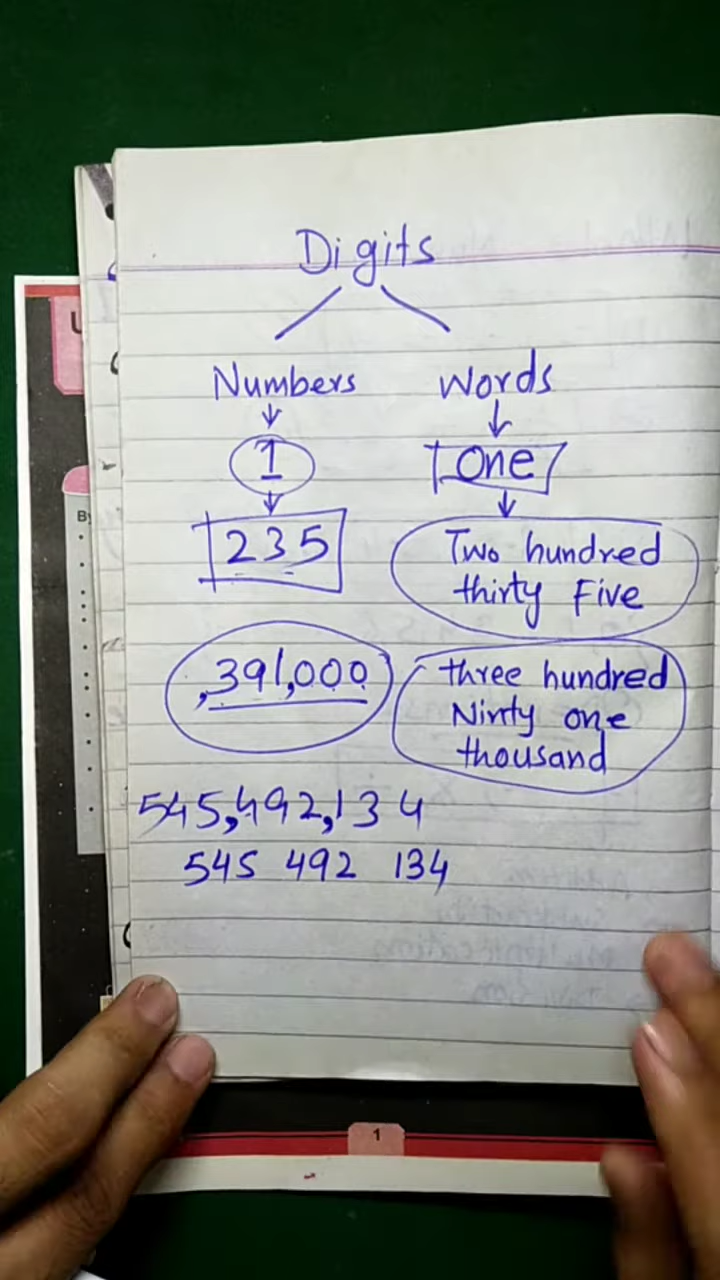 Digits
Numbers Words
1 one
235 Two hundred
thirty Five
,391,000 three hundred
Ninty one
thousand
545,492,134
545 492 134
By
1